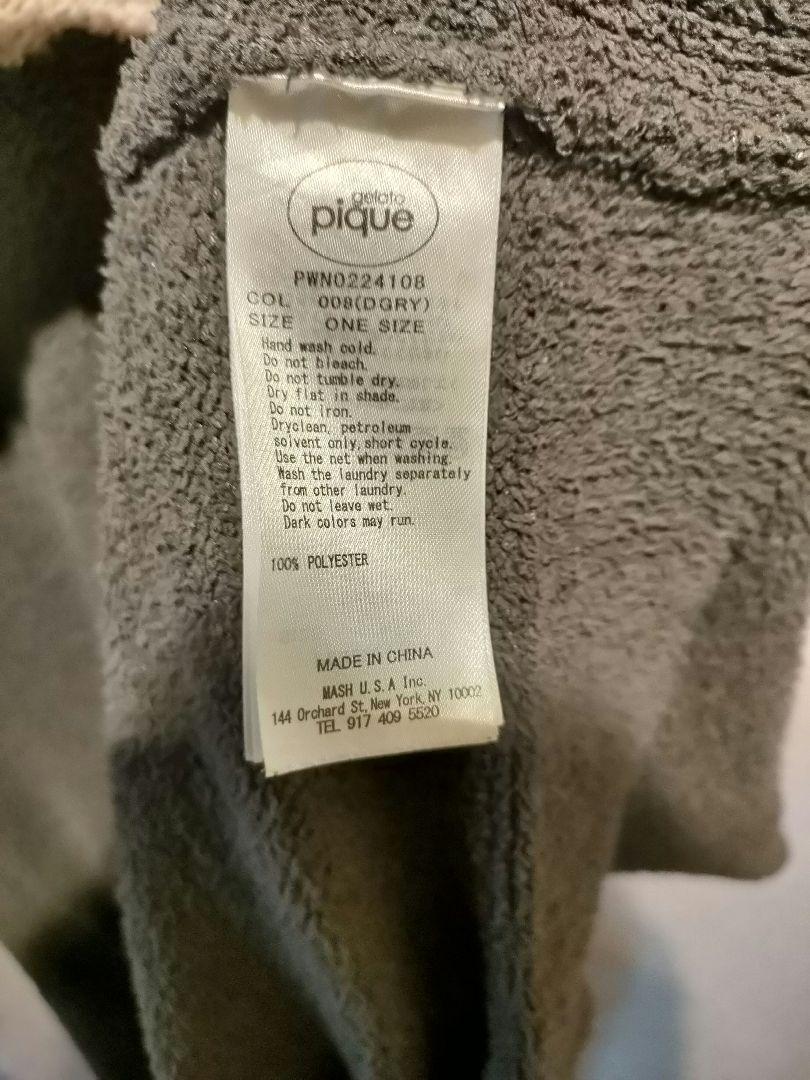 gelato
pique
PWN0224108
COL 008(DGRY)
SIZE ONE SIZE
Hand wash cold.
Do not bleach.
Do not tumble dry.
Dry flat in shade.
Do not iron.
Dryclean, petroleum
solvent only, short cycle.
Use the net when washing.
Wash the laundry separately
from other laundry.
Do not leave wet.
Dark colors may run.
100% POLYESTER
MADE IN CHINA
MASH U.S.A Inc.
144 Orchard St, New York, NY 10002
TEL 917 409 5520